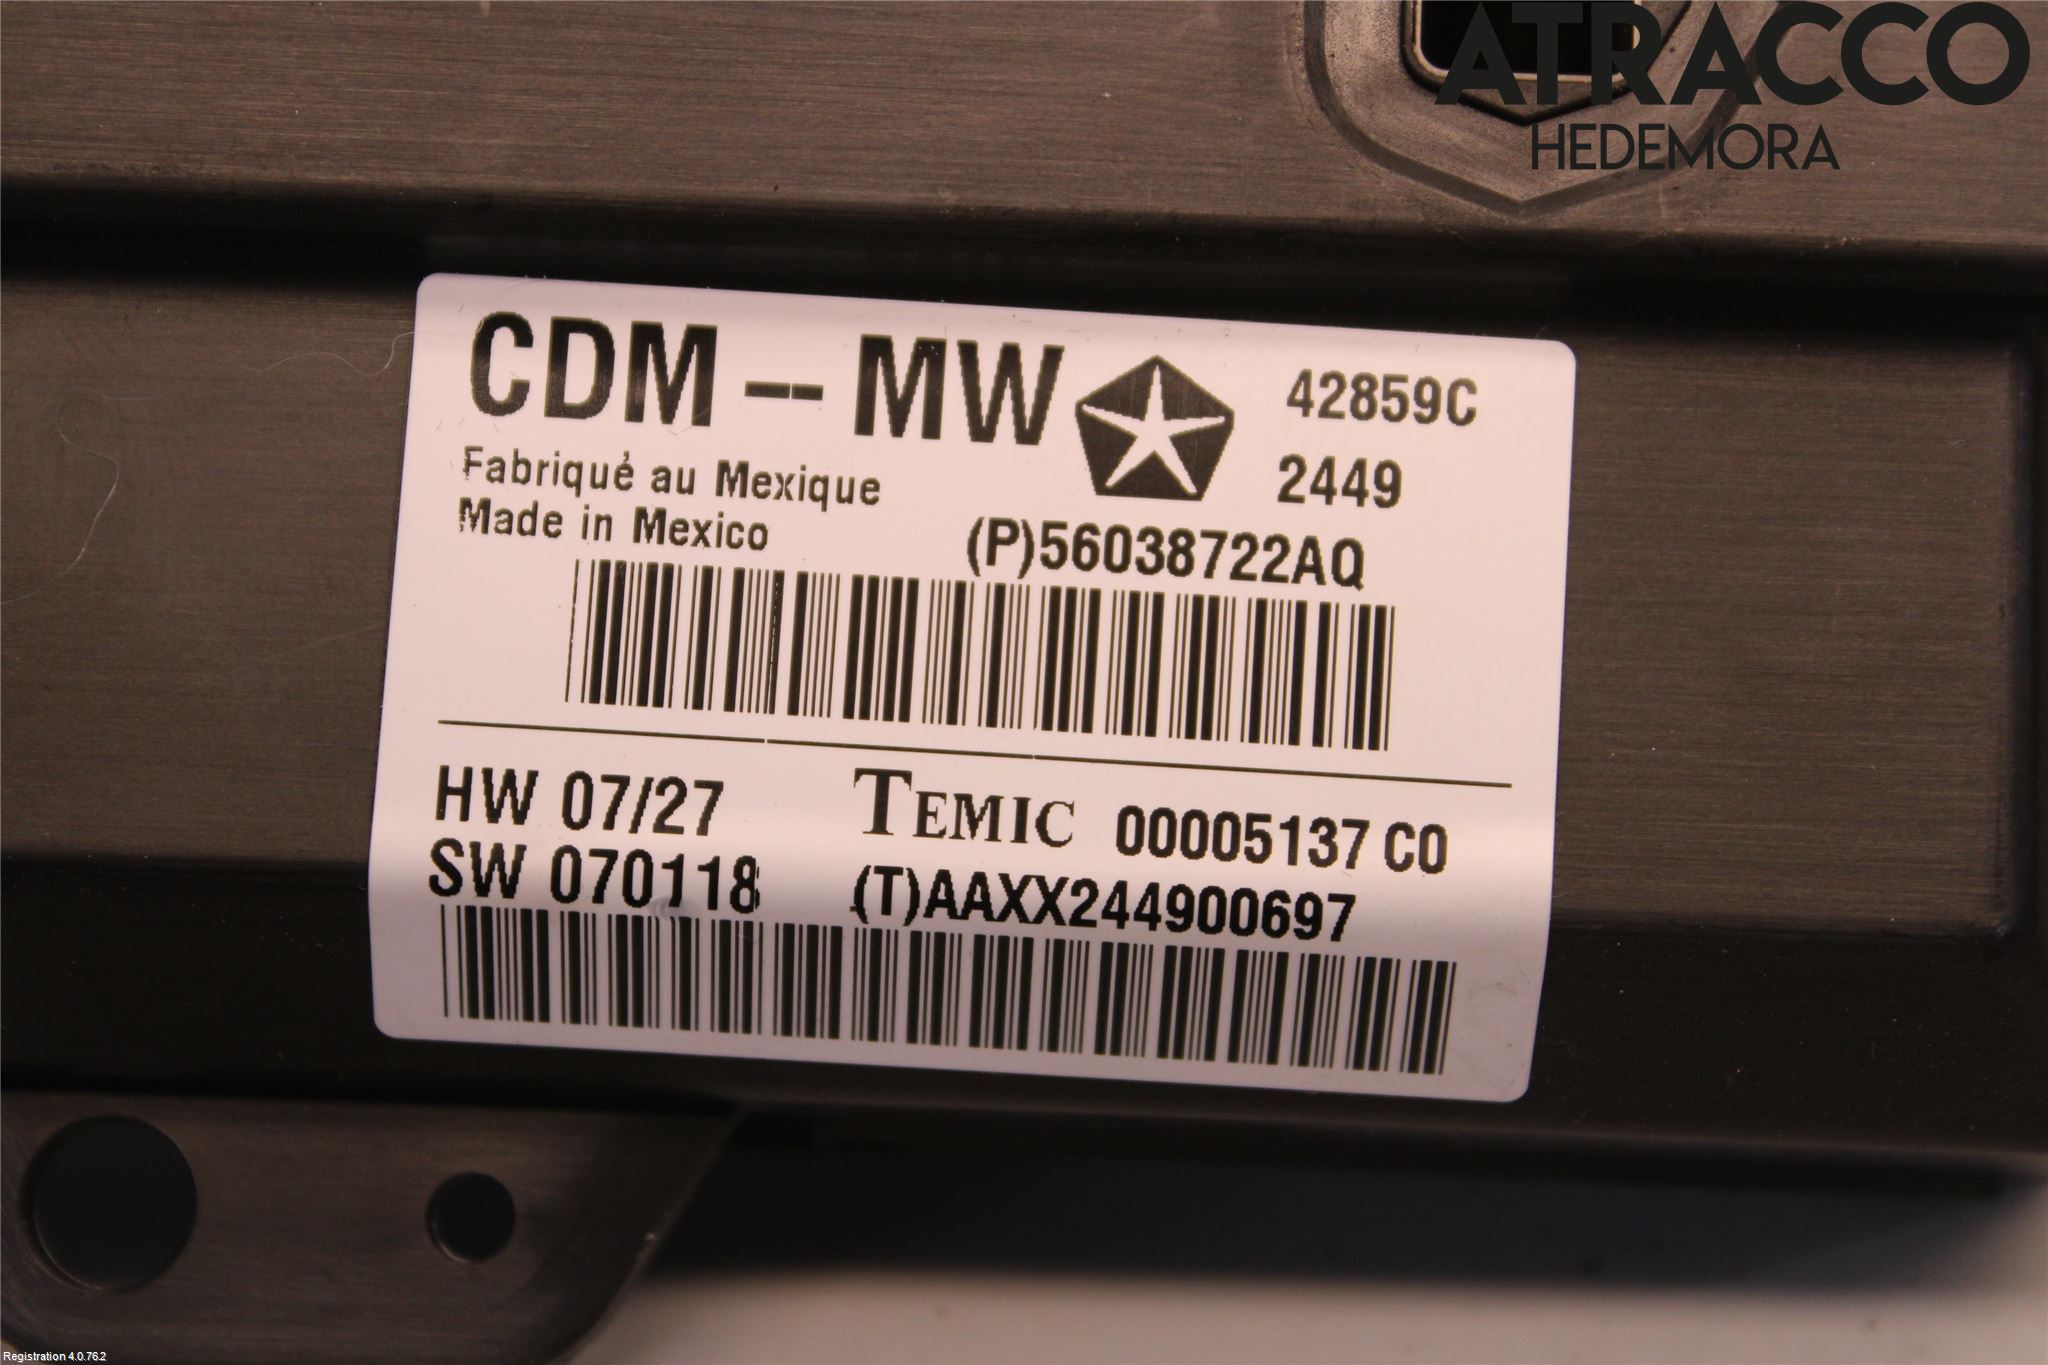 ATRACCO
HEDEMORA
CDM -- MW
42859C
Fabriqué au Mexique
2449
Made in Mexico
(P)56038722AQ
HW 07/27
TEMIC 00005137 C0
SW 070118
(T)AAXX244900697
Registration 4.0.76.2